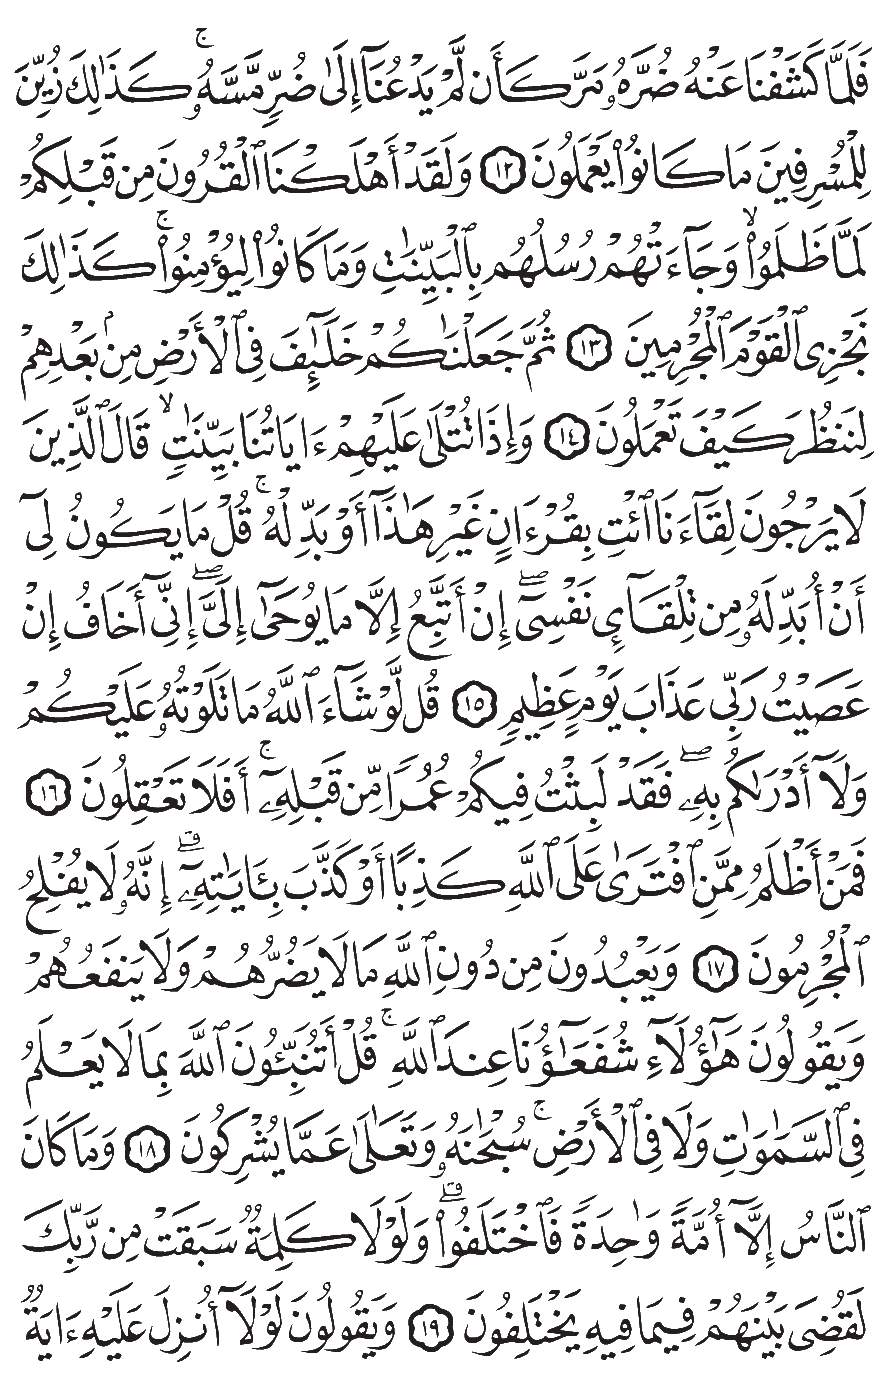 فَلَمَّا كَشَفْنَا عَنْهُ ضُرَّهُۥ مَرَّ كَأَن لَّمْ يَدْعُنَآ إِلَىٰ ضُرٍّ مَّسَّهُۥ ۚ كَذَٰلِكَ زُيِّنَ
لِلْمُسْرِفِينَ مَا كَانُوا۟ يَعْمَلُونَ ١٢ وَلَقَدْ أَهْلَكْنَا ٱلْقُرُونَ مِن قَبْلِكُمْ
لَمَّا ظَلَمُوا۟ ۙ وَجَآءَتْهُمْ رُسُلُهُم بِٱلْبَيِّنَٰتِ وَمَا كَانُوا۟ لِيُؤْمِنُوا۟ ۚ كَذَٰلِكَ
نَجْزِى ٱلْقَوْمَ ٱلْمُجْرِمِينَ ١٣ ثُمَّ جَعَلْنَٰكُمْ خَلَٰٓئِفَ فِى ٱلْأَرْضِ مِنۢ بَعْدِهِمْ
لِنَنظُرَ كَيْفَ تَعْمَلُونَ ١٤ وَإِذَا تُتْلَىٰ عَلَيْهِمْ ءَايَاتُنَا بَيِّنَٰتٍ ۙ قَالَ ٱلَّذِينَ
لَا يَرْجُونَ لِقَآءَنَا ٱئْتِ بِقُرْءَانٍ غَيْرِ هَٰذَآ أَوْ بَدِّلْهُ ۚ قُلْ مَا يَكُونُ لِىٓ
أَنْ أُبَدِّلَهُۥ مِن تِلْقَآئِ نَفْسِىٓ ۖ إِنْ أَتَّبِعُ إِلَّا مَا يُوحَىٰٓ إِلَىَّ ۖ إِنِّىٓ أَخَافُ إِنْ
عَصَيْتُ رَبِّى عَذَابَ يَوْمٍ عَظِيمٍ ١٥ قُل لَّوْ شَآءَ ٱللَّهُ مَا تَلَوْتُهُۥ عَلَيْكُمْ
وَلَآ أَدْرَىٰكُم بِهِۦ ۖ فَقَدْ لَبِثْتُ فِيكُمْ عُمُرًا مِّن قَبْلِهِۦٓ ۚ أَفَلَا تَعْقِلُونَ ١٦
فَمَنْ أَظْلَمُ مِمَّنِ ٱفْتَرَىٰ عَلَى ٱللَّهِ كَذِبًا أَوْ كَذَّبَ بِـَٔايَٰتِهِۦٓ ۗ إِنَّهُۥ لَا يُفْلِحُ
ٱلْمُجْرِمُونَ ١٧ وَيَعْبُدُونَ مِن دُونِ ٱللَّهِ مَا لَا يَضُرُّهُمْ وَلَا يَنفَعُهُمْ
وَيَقُولُونَ هَٰٓؤُلَآءِ شُفَعَٰٓؤُنَا عِندَ ٱللَّهِ ۚ قُلْ أَتُنَبِّـُٔونَ ٱللَّهَ بِمَا لَا يَعْلَمُ
فِى ٱلسَّمَٰوَٰتِ وَلَا فِى ٱلْأَرْضِ ۚ سُبْحَٰنَهُۥ وَتَعَٰلَىٰ عَمَّا يُشْرِكُونَ ١٨ وَمَا كَانَ
ٱلنَّاسُ إِلَّآ أُمَّةً وَٰحِدَةً فَٱخْتَلَفُوا۟ ۗ وَلَوْلَا كَلِمَةٌ سَبَقَتْ مِن رَّبِّكَ
لَقُضِىَ بَيْنَهُمْ فِيمَا فِيهِ يَخْتَلِفُونَ ١٩ وَيَقُولُونَ لَوْلَآ أُنزِلَ عَلَيْهِ ءَايَةٌ